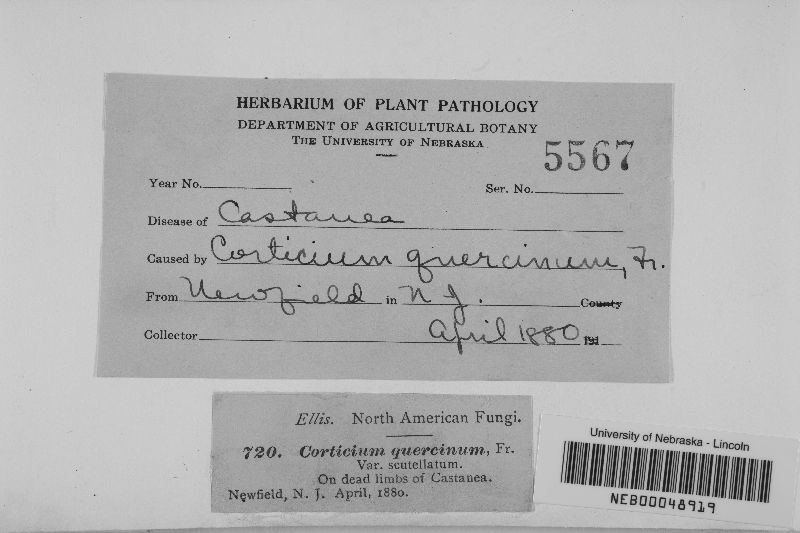 HERBARIUM OF PLANT PATHOLOGY
DEPARTMENT OF AGRICULTURAL BOTANY
THE UNIVERSITY OF NEBRASKA
5567
Year No. Ser. No.
Disease of Castanea
Caused by Corticium quercinum, Fr.
From Newfield in N J. County
Collector April 1880 191
Ellis. North American Fungi.
720. Corticium quercinum, Fr.
Var. scutellatum.
On dead limbs of Castanea.
Newfield, N. J. April, 1880.
University of Nebraska - Lincoln
NEB00048919